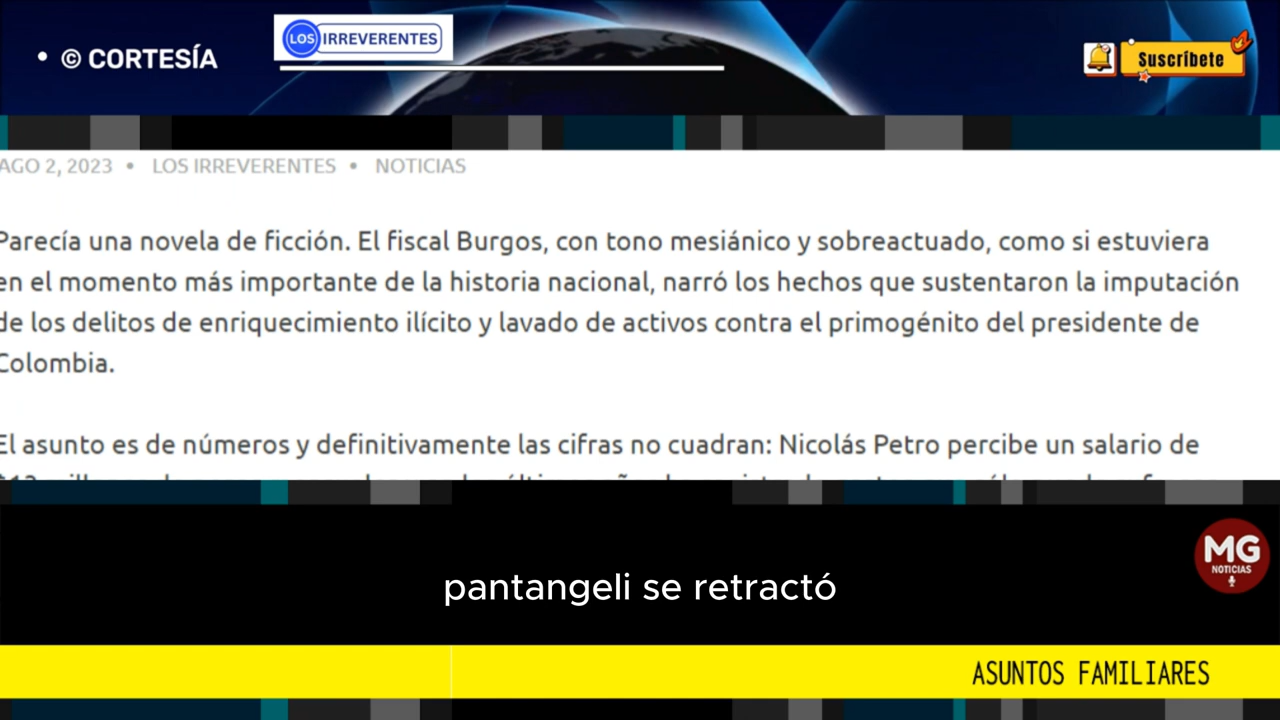 • © CORTESÍA
LOS IRREVERENTES
Suscríbete
AGO 2, 2023 • LOS IRREVERENTES • NOTICIAS
Parecía una novela de ficción. El fiscal Burgos, con tono mesiánico y sobreactuado, como si estuviera
en el momento más importante de la historia nacional, narró los hechos que sustentaron la imputación
de los delitos de enriquecimiento ilícito y lavado de activos contra el primogénito del presidente de
Colombia.
El asunto es de números y definitivamente las cifras no cuadran: Nicolás Petro percibe un salario de
MG
NOTICIAS
pantangeli se retractó
ASUNTOS FAMILIARES